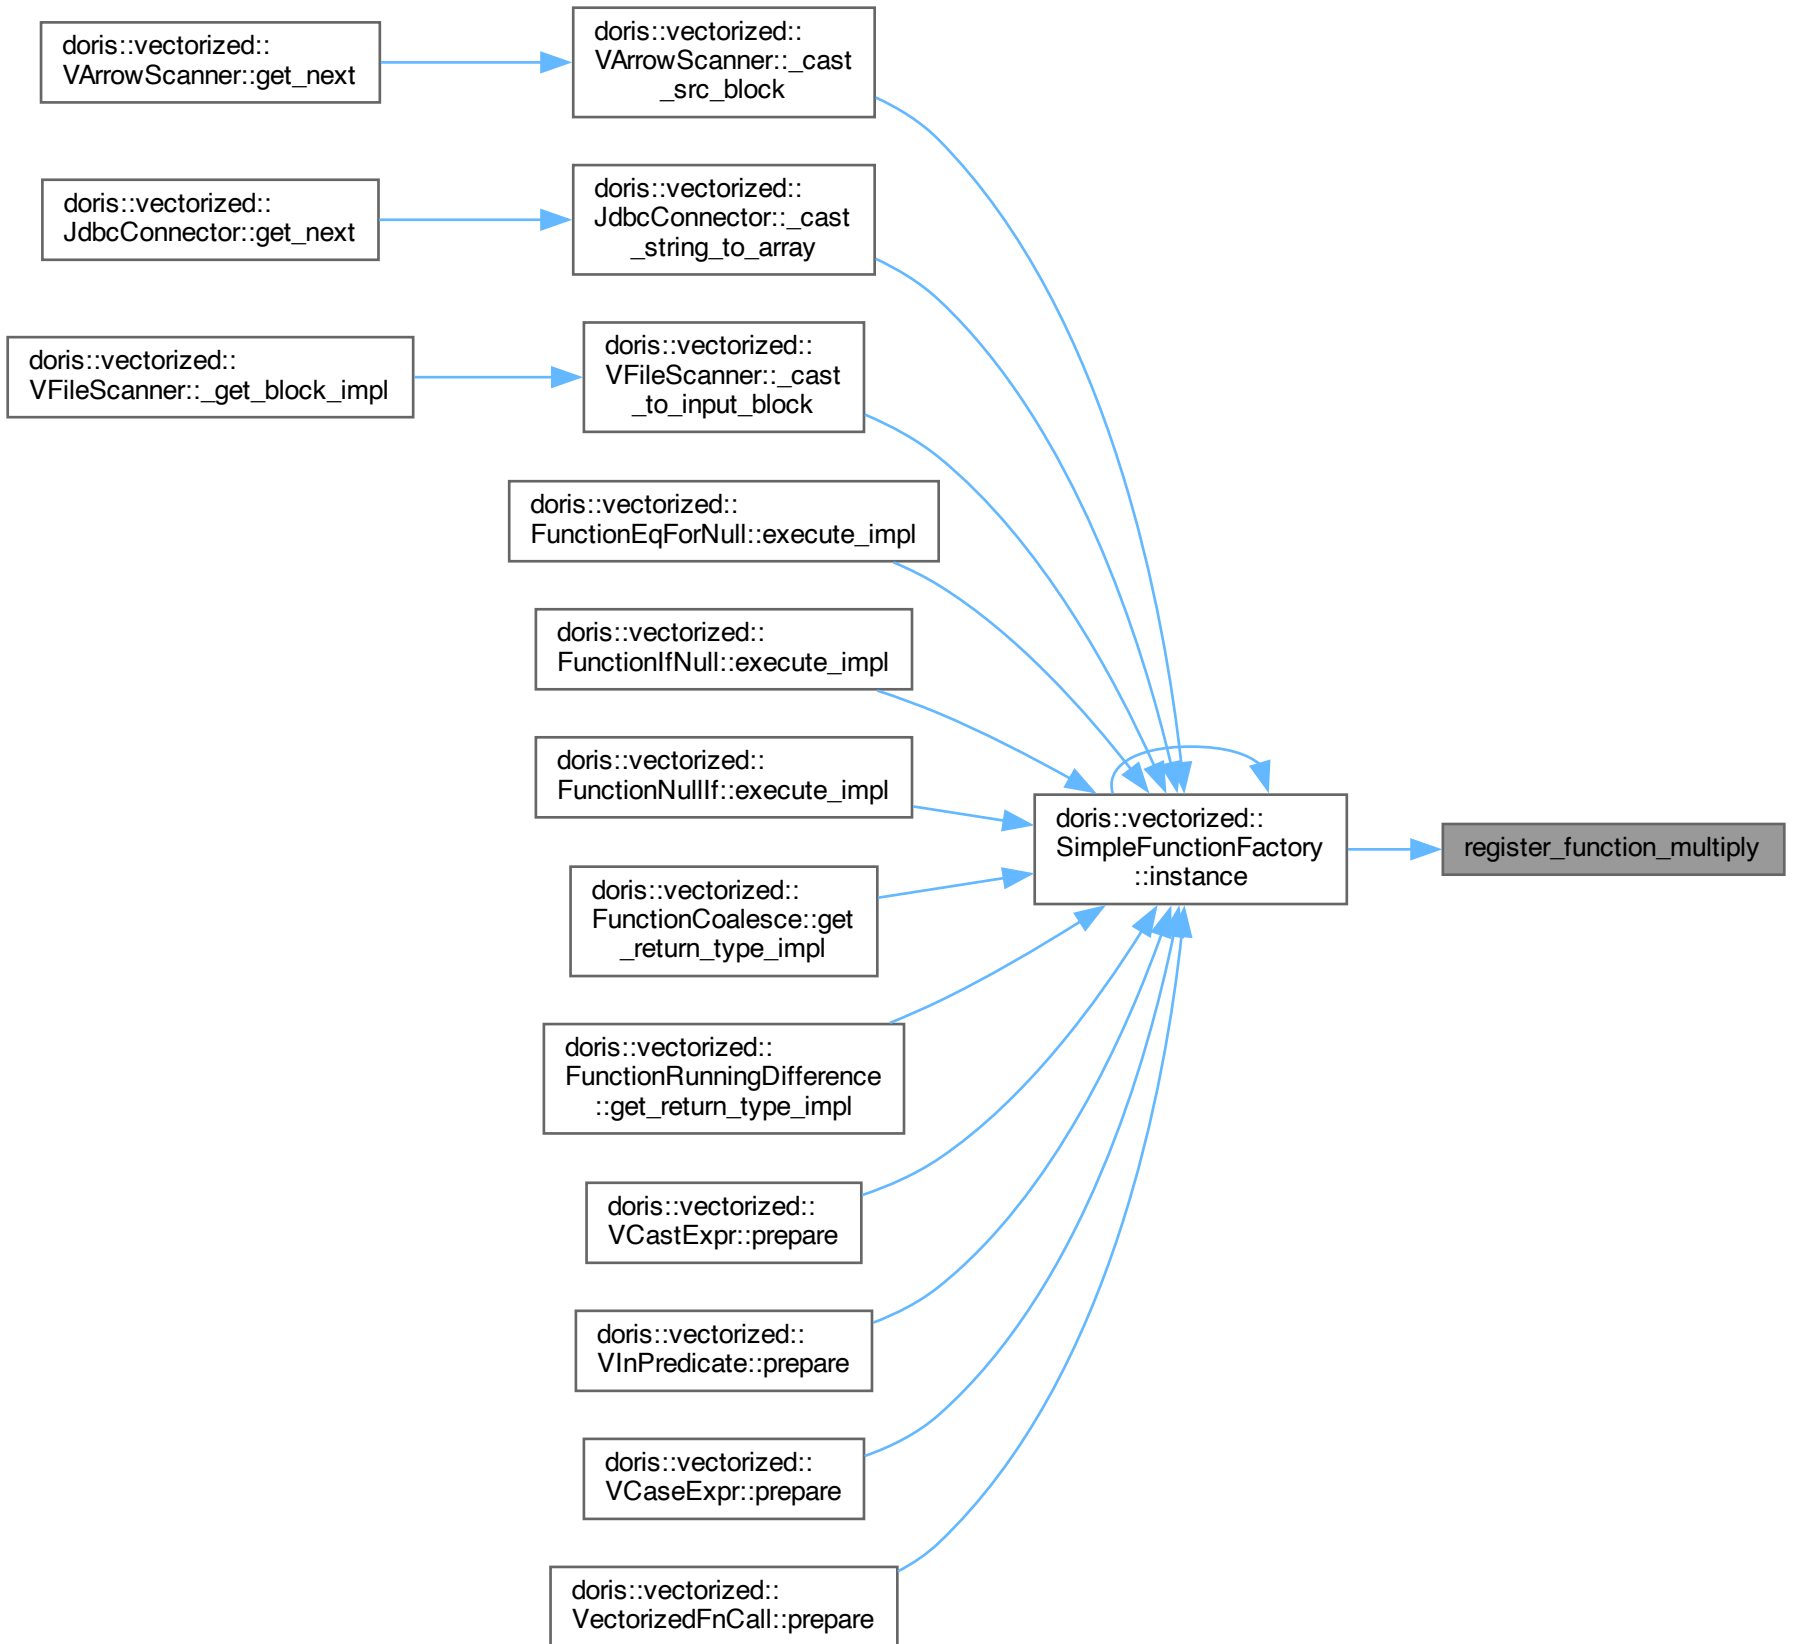 doris::vectorized::
VArrowScanner::get_next
doris::vectorized::
VArrowScanner::_cast
_src_block
doris::vectorized::
JdbcConnector::get_next
doris::vectorized::
JdbcConnector::_cast
_string_to_array
doris::vectorized::
VFileScanner::_get_block_impl
doris::vectorized::
VFileScanner::_cast
_to_input_block
doris::vectorized::
FunctionEqForNull::execute_impl
doris::vectorized::
FunctionIfNull::execute_impl
doris::vectorized::
FunctionNullIf::execute_impl
doris::vectorized::
SimpleFunctionFactory
::instance
register_function_multiply
doris::vectorized::
FunctionCoalesce::get
_return_type_impl
doris::vectorized::
FunctionRunningDifference
::get_return_type_impl
doris::vectorized::
VCastExpr::prepare
doris::vectorized::
VInPredicate::prepare
doris::vectorized::
VCaseExpr::prepare
doris::vectorized::
VectorizedFnCall::prepare